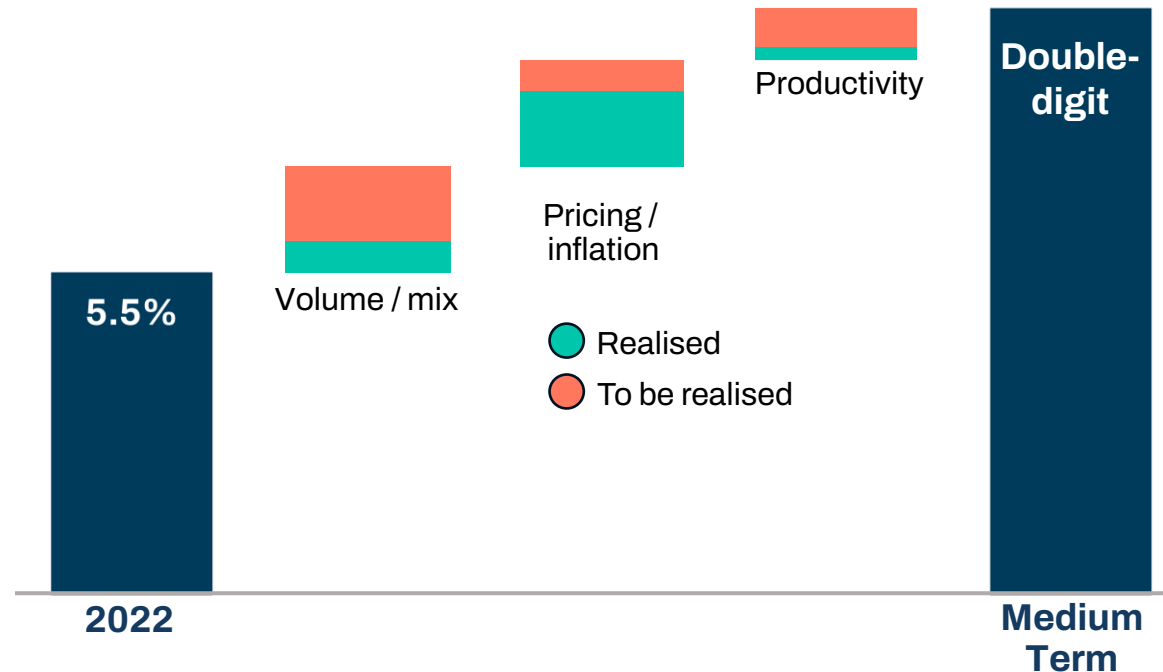 5.5%
2022
Volume / mix
Pricing /
inflation
Productivity
Realised
To be realised
Double-
digit
Medium
Term